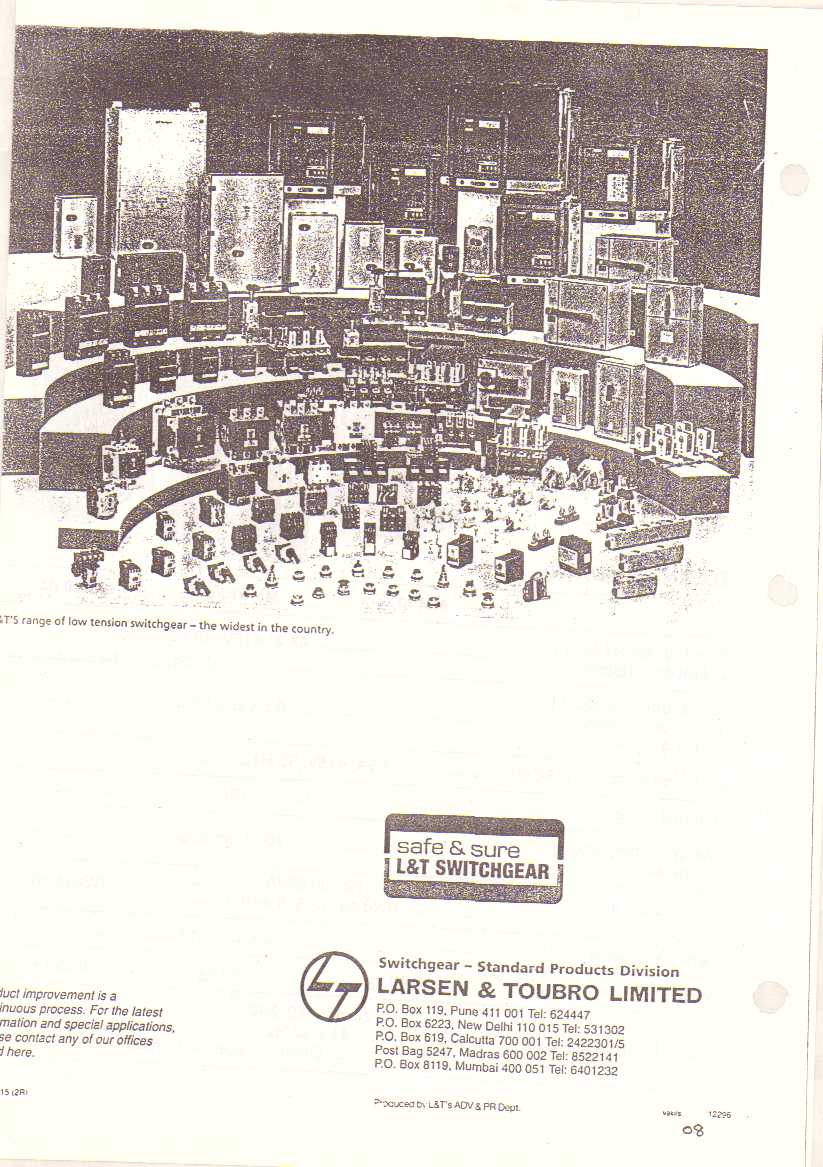 &T'S range of low tension switchgear – the widest in the country.
safe & sure
L&T SWITCHGEAR
Switchgear – Standard Products Division
LARSEN & TOUBRO LIMITED
P.O. Box 119, Pune 411 001 Tel: 624447
P.O. Box 6223, New Delhi 110 015 Tel: 531302
P.O. Box 619, Calcutta 700 001 Tel: 2422301/5
Post Bag 5247, Madras 600 002 Tel: 8522141
P.O. Box 8119, Mumbai 400 051 Tel: 6401232
duct improvement is a
tinuous process. For the latest
rmation and special applications,
se contact any of our offices
d here.
15 (2R)
Produced by L&T's ADV & PR Dept.
vakils 12296
08